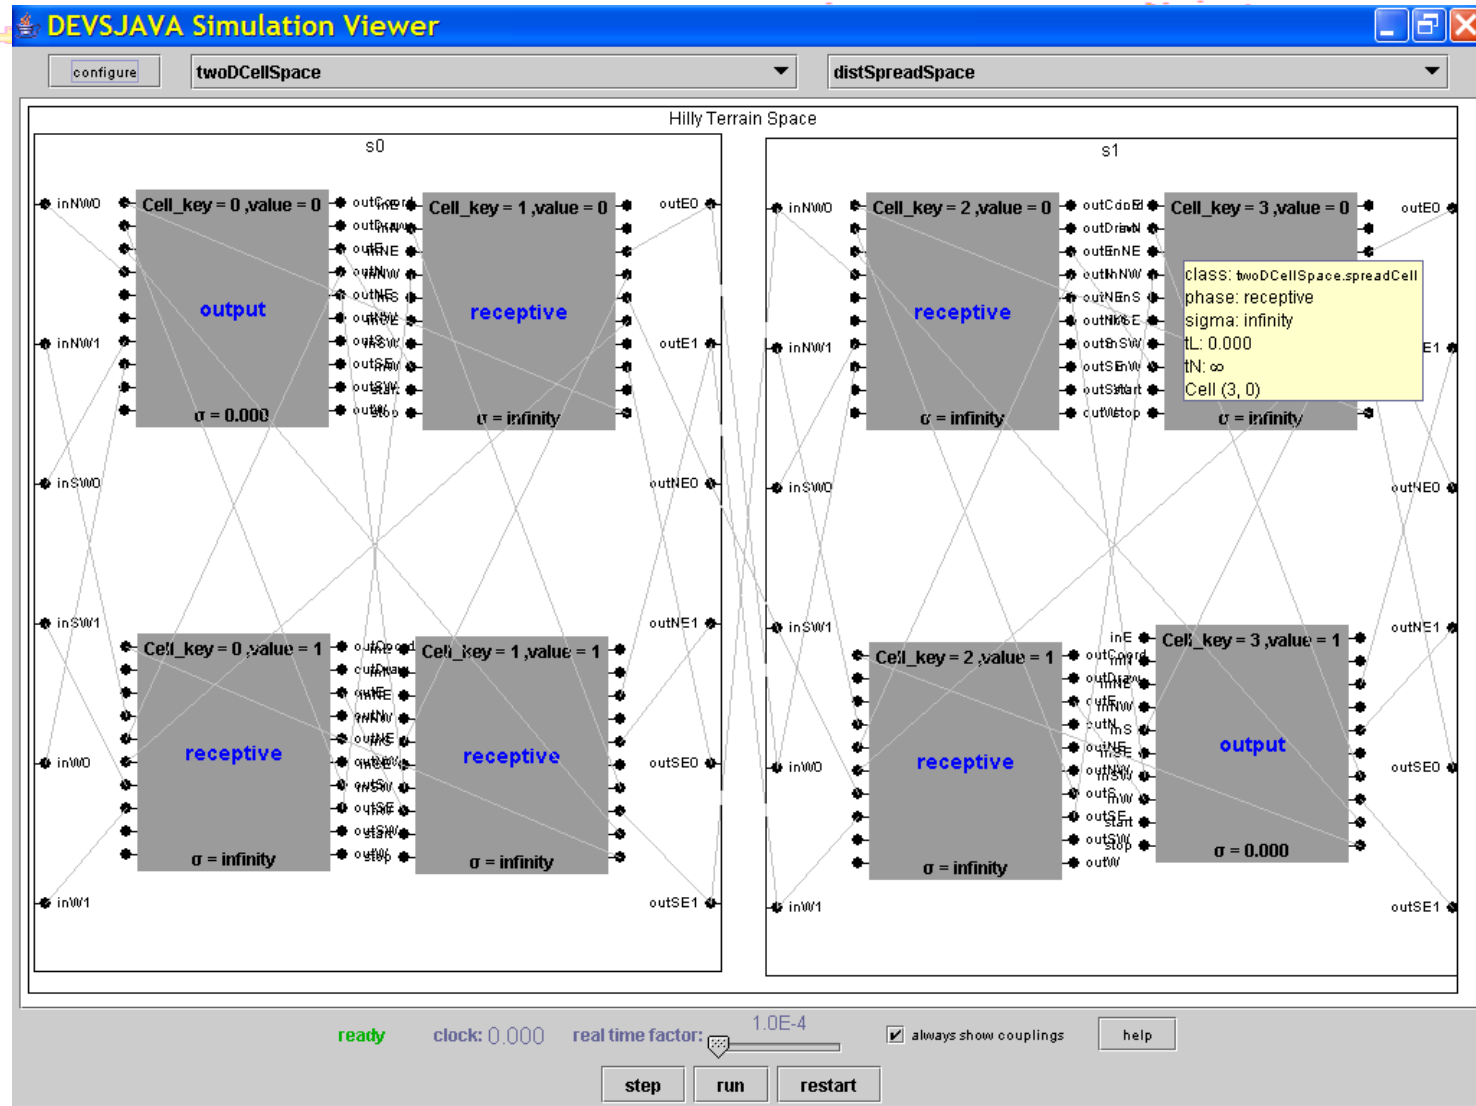 DEVSJAVA Simulation Viewer
configure
twoDCellSpace
distSpreadSpace
Hilly Terrain Space
s0
inNW0
inNW1
inSW0
inSW1
inW0
inW1
Cell_key = 0 ,value = 0
output
σ = 0.000
Cell_key = 1 ,value = 0
receptive
σ = infinity
outE0
outE1
outNE0
outNE1
outSE0
outSE1
Cell_key = 0 ,value = 1
receptive
σ = infinity
Cell_key = 1 ,value = 1
receptive
σ = infinity
s1
inNW0
inNW1
inSW0
inSW1
inW0
inW1
Cell_key = 2 ,value = 0
receptive
σ = infinity
Cell_key = 3 ,value = 0
σ = infinity
class: twoDCellSpace.spreadCell
phase: receptive
sigma: infinity
tL: 0.000
tN: ∞
Cell (3, 0)
outE0
E1
outNE0
outNE1
outSE0
outSE1
Cell_key = 2 ,value = 1
receptive
σ = infinity
outW
inE
Cell_key = 3 ,value = 1
output
σ = 0.000
ready
clock: 0.000
real time factor:
1.0E-4
always show couplings
help
step
run
restart